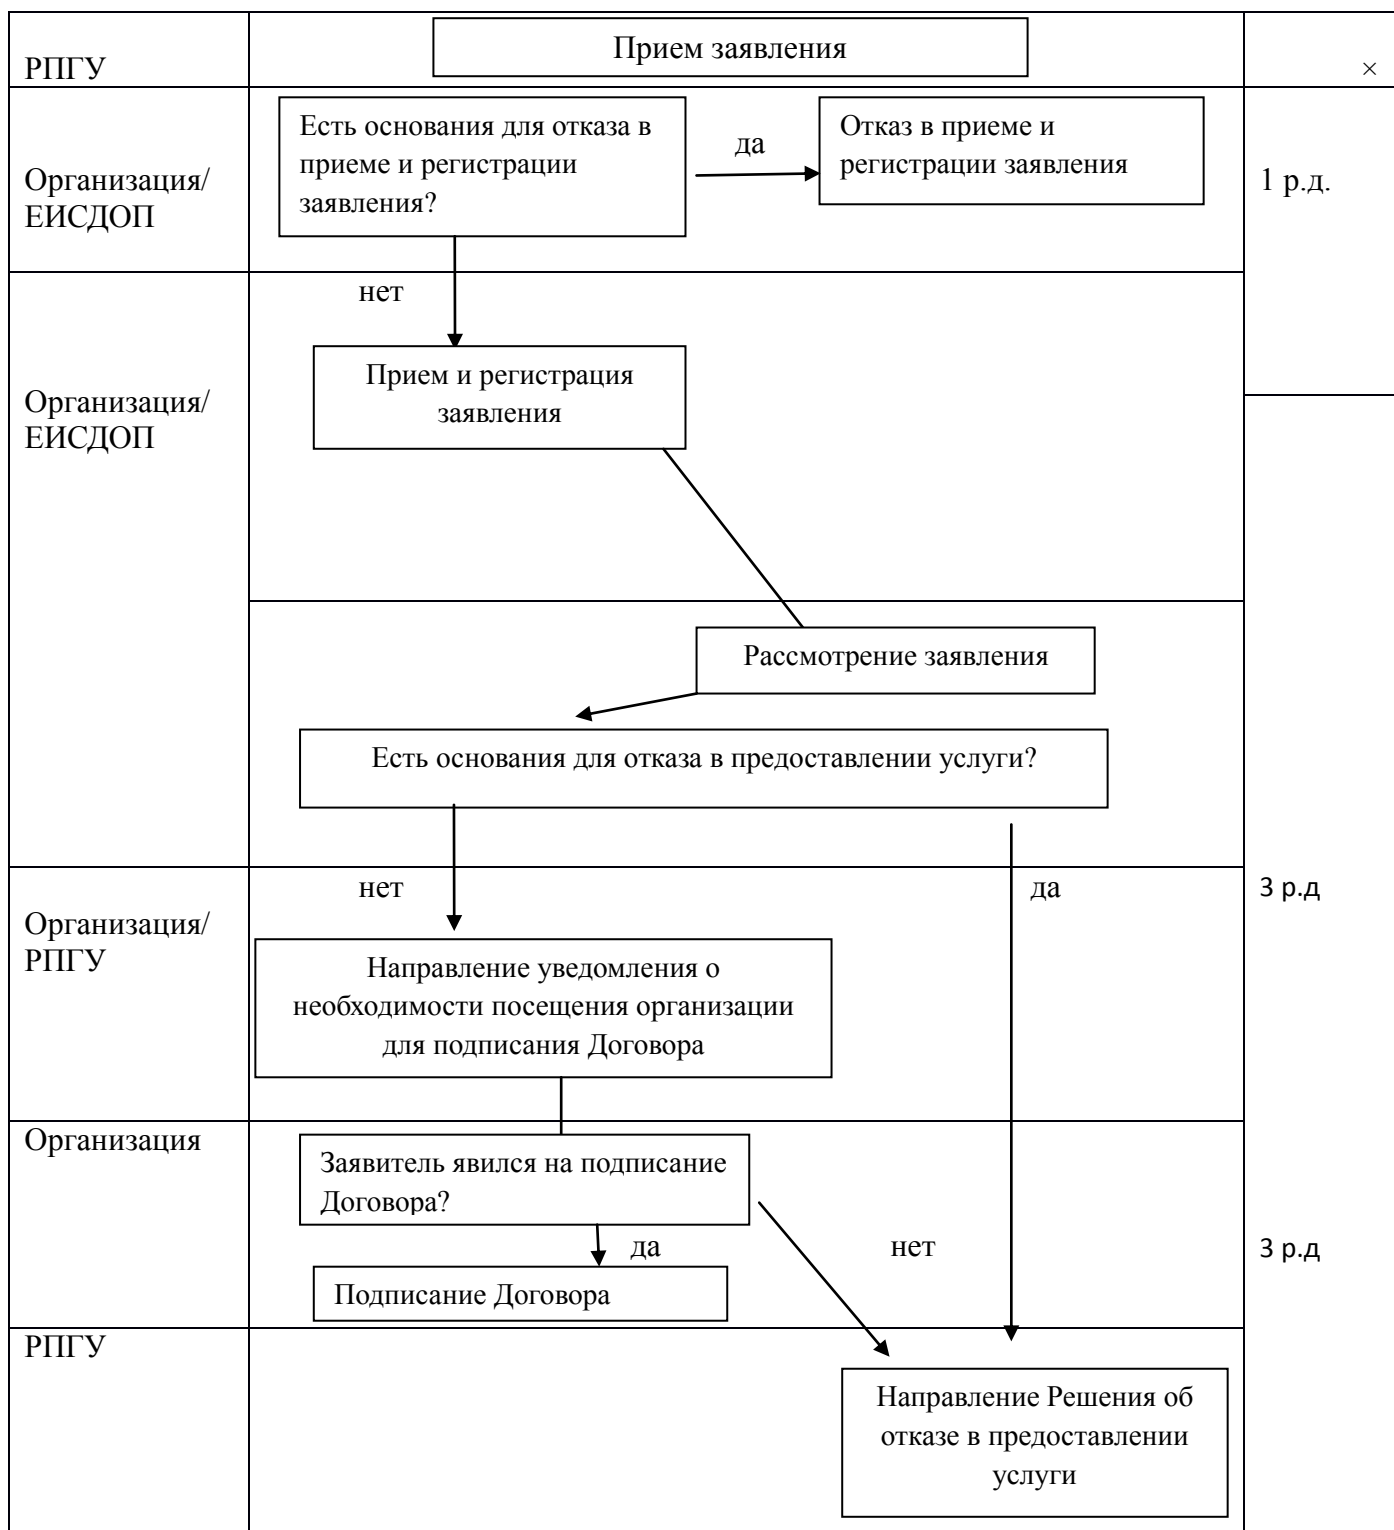 РПГУ
Прием заявления
×
Организация/
ЕИСДОП
Есть основания для отказа в
приеме и регистрации
заявления?
да
Отказ в приеме и
регистрации заявления
1 р.д.
нет
Организация/
ЕИСДОП
Прием и регистрация
заявления
Рассмотрение заявления
Есть основания для отказа в предоставлении услуги?
нет
да
3 р.д
Организация/
РПГУ
Направление уведомления о
необходимости посещения организации
для подписания Договора
Организация
Заявитель явился на подписание
Договора?
да
нет
3 р.д
Подписание Договора
РПГУ
Направление Решения об
отказе в предоставлении
услуги